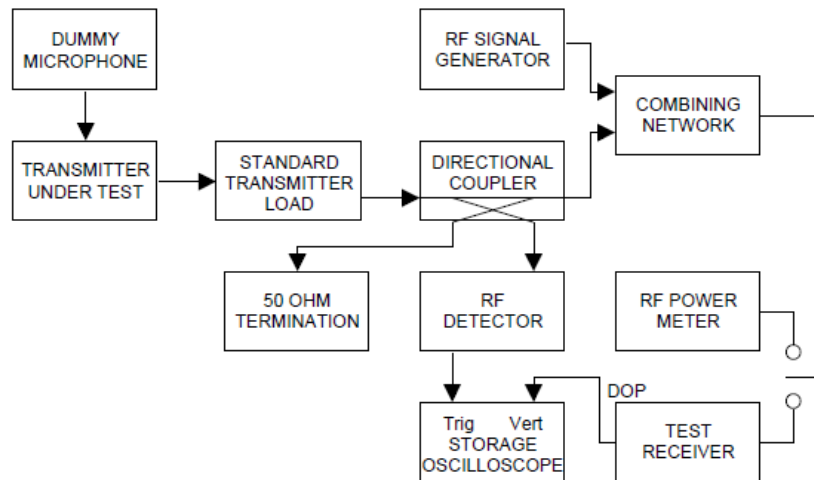 DUMMY
MICROPHONE
RF SIGNAL
GENERATOR
COMBINING
NETWORK
TRANSMITTER
UNDER TEST
STANDARD
TRANSMITTER
LOAD
DIRECTIONAL
COUPLER
50 OHM
TERMINATION
RF
DETECTOR
RF POWER
METER
DOP
Trig Vert
STORAGE
OSCILLOSCOPE
TEST
RECEIVER